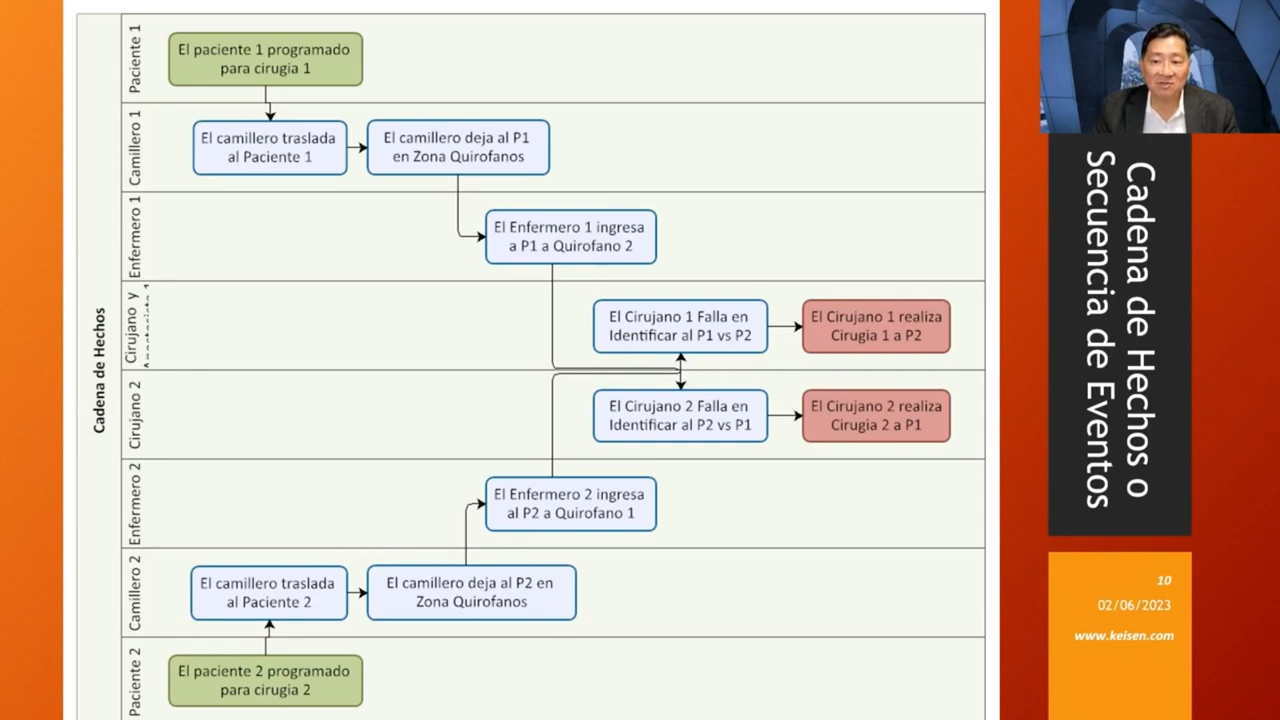 Cadena de Hechos
Paciente 1
El paciente 1 programado
para cirugia 1
Camillero 1
El camillero traslada
al Paciente 1
El camillero deja al P1
en Zona Quirofanos
Enfermero 1
El Enfermero 1 ingresa
a P1 a Quirofano 2
Cirujano y
El Cirujano 1 Falla en
Identificar al P1 vs P2
El Cirujano 1 realiza
Cirugia 1 a P2
Cirujano 2
El Cirujano 2 Falla en
Identificar al P2 vs P1
El Cirujano 2 realiza
Cirugia 2 a P1
Enfermero 2
El Enfermero 2 ingresa
al P2 a Quirofano 1
Camillero 2
El camillero traslada
al Paciente 2
El camillero deja al P2 en
Zona Quirofanos
Paciente 2
El paciente 2 programado
para cirugia 2
Cadena de Hechos o
Secuencia de Eventos
10
02/06/2023
www.keisen.com